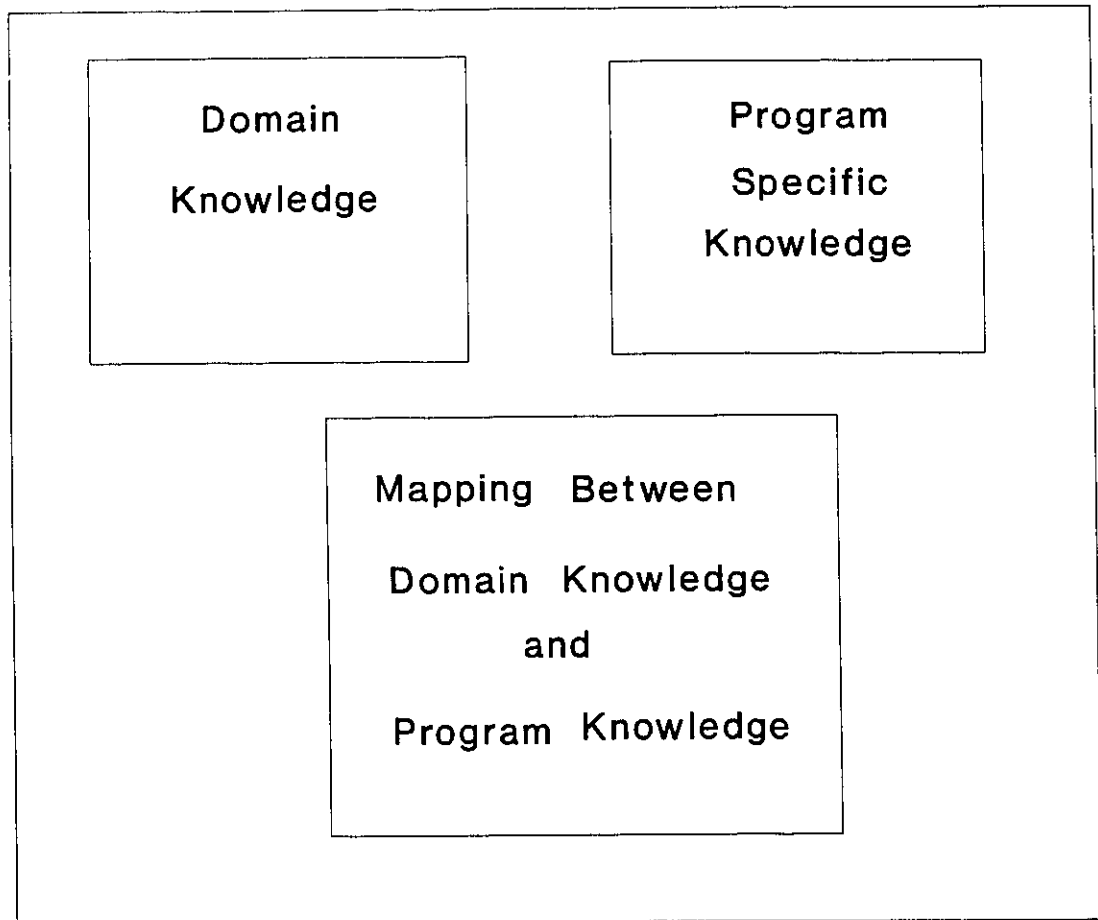 Domain
Knowledge
Program
Specific
Knowledge
Mapping Between
Domain Knowledge
and
Program Knowledge